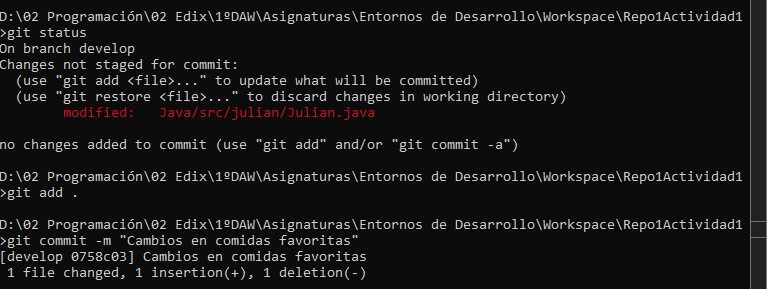 D:\02 Programación\02 Edix\1ºDAW\Asignaturas\Entornos de Desarrollo\Workspace\Repo1Actividad1
>git status
On branch develop
Changes not staged for commit:
  (use "git add <file>..." to update what will be committed)
  (use "git restore <file>..." to discard changes in working directory)
        modified:   Java/src/julian/Julian.java
no changes added to commit (use "git add" and/or "git commit -a")
D:\02 Programación\02 Edix\1ºDAW\Asignaturas\Entornos de Desarrollo\Workspace\Repo1Actividad1
>git add .
D:\02 Programación\02 Edix\1ºDAW\Asignaturas\Entornos de Desarrollo\Workspace\Repo1Actividad1
>git commit -m "Cambios en comidas favoritas"
[develop 0758c03] Cambios en comidas favoritas
 1 file changed, 1 insertion(+), 1 deletion(-)